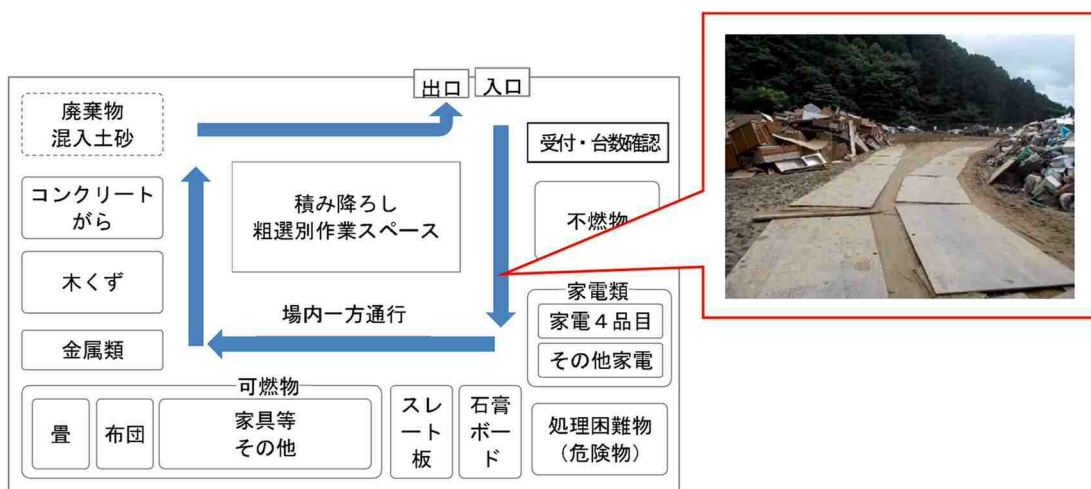 出口
入口
廃棄物
混入土砂
受付・台数確認
コンクリート
がら
積み降ろし
粗選別作業スペース
不燃物
木くず
家電類
場内一方通行
家電４品目
金属類
その他家電
可燃物
畳
布団
家具等
その他
スレ
ート
板
石膏
ボー
ド
処理困難物
（危険物）